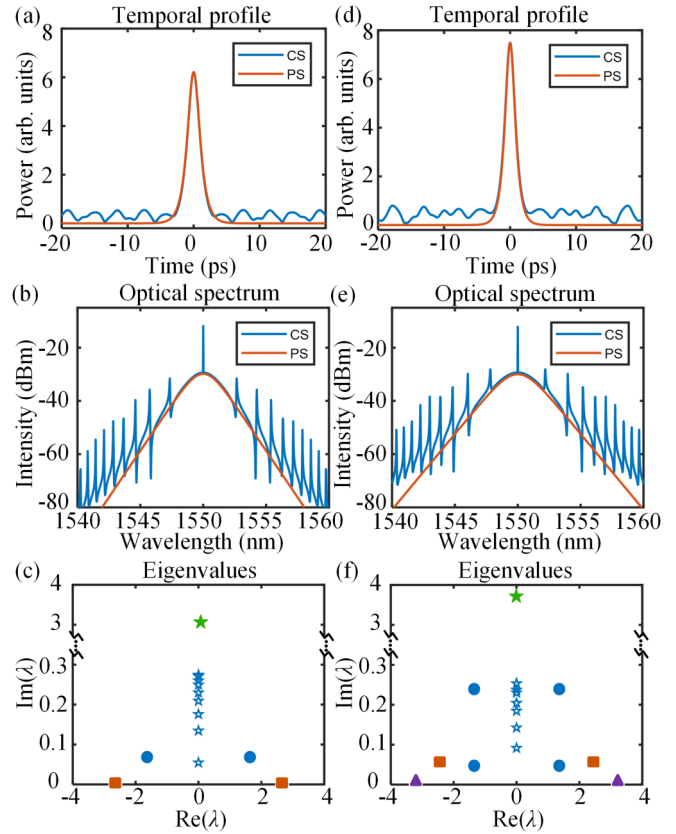 (a) Temporal profile
Power (arb. units)
8
6
4
2
0
CS
PS
-20 -10 0 10 20
Time (ps)
(d) Temporal profile
Power (arb. units)
8
6
4
2
0
CS
PS
-20 -10 0 10 20
Time (ps)
(b) Optical spectrum
Intensity (dBm)
-20
-40
-60
-80
CS
PS
1540 1545 1550 1555 1560
Wavelength (nm)
(e) Optical spectrum
Intensity (dBm)
-20
-40
-60
-80
CS
PS
1540 1545 1550 1555 1560
Wavelength (nm)
(c) Eigenvalues
Im(λ)
4
3
0.3
0.2
0.1
0
-4 -2 0 2 4
Re(λ)
(f) Eigenvalues
Im(λ)
4
3
0.3
0.2
0.1
0
-4 -2 0 2 4
Re(λ)